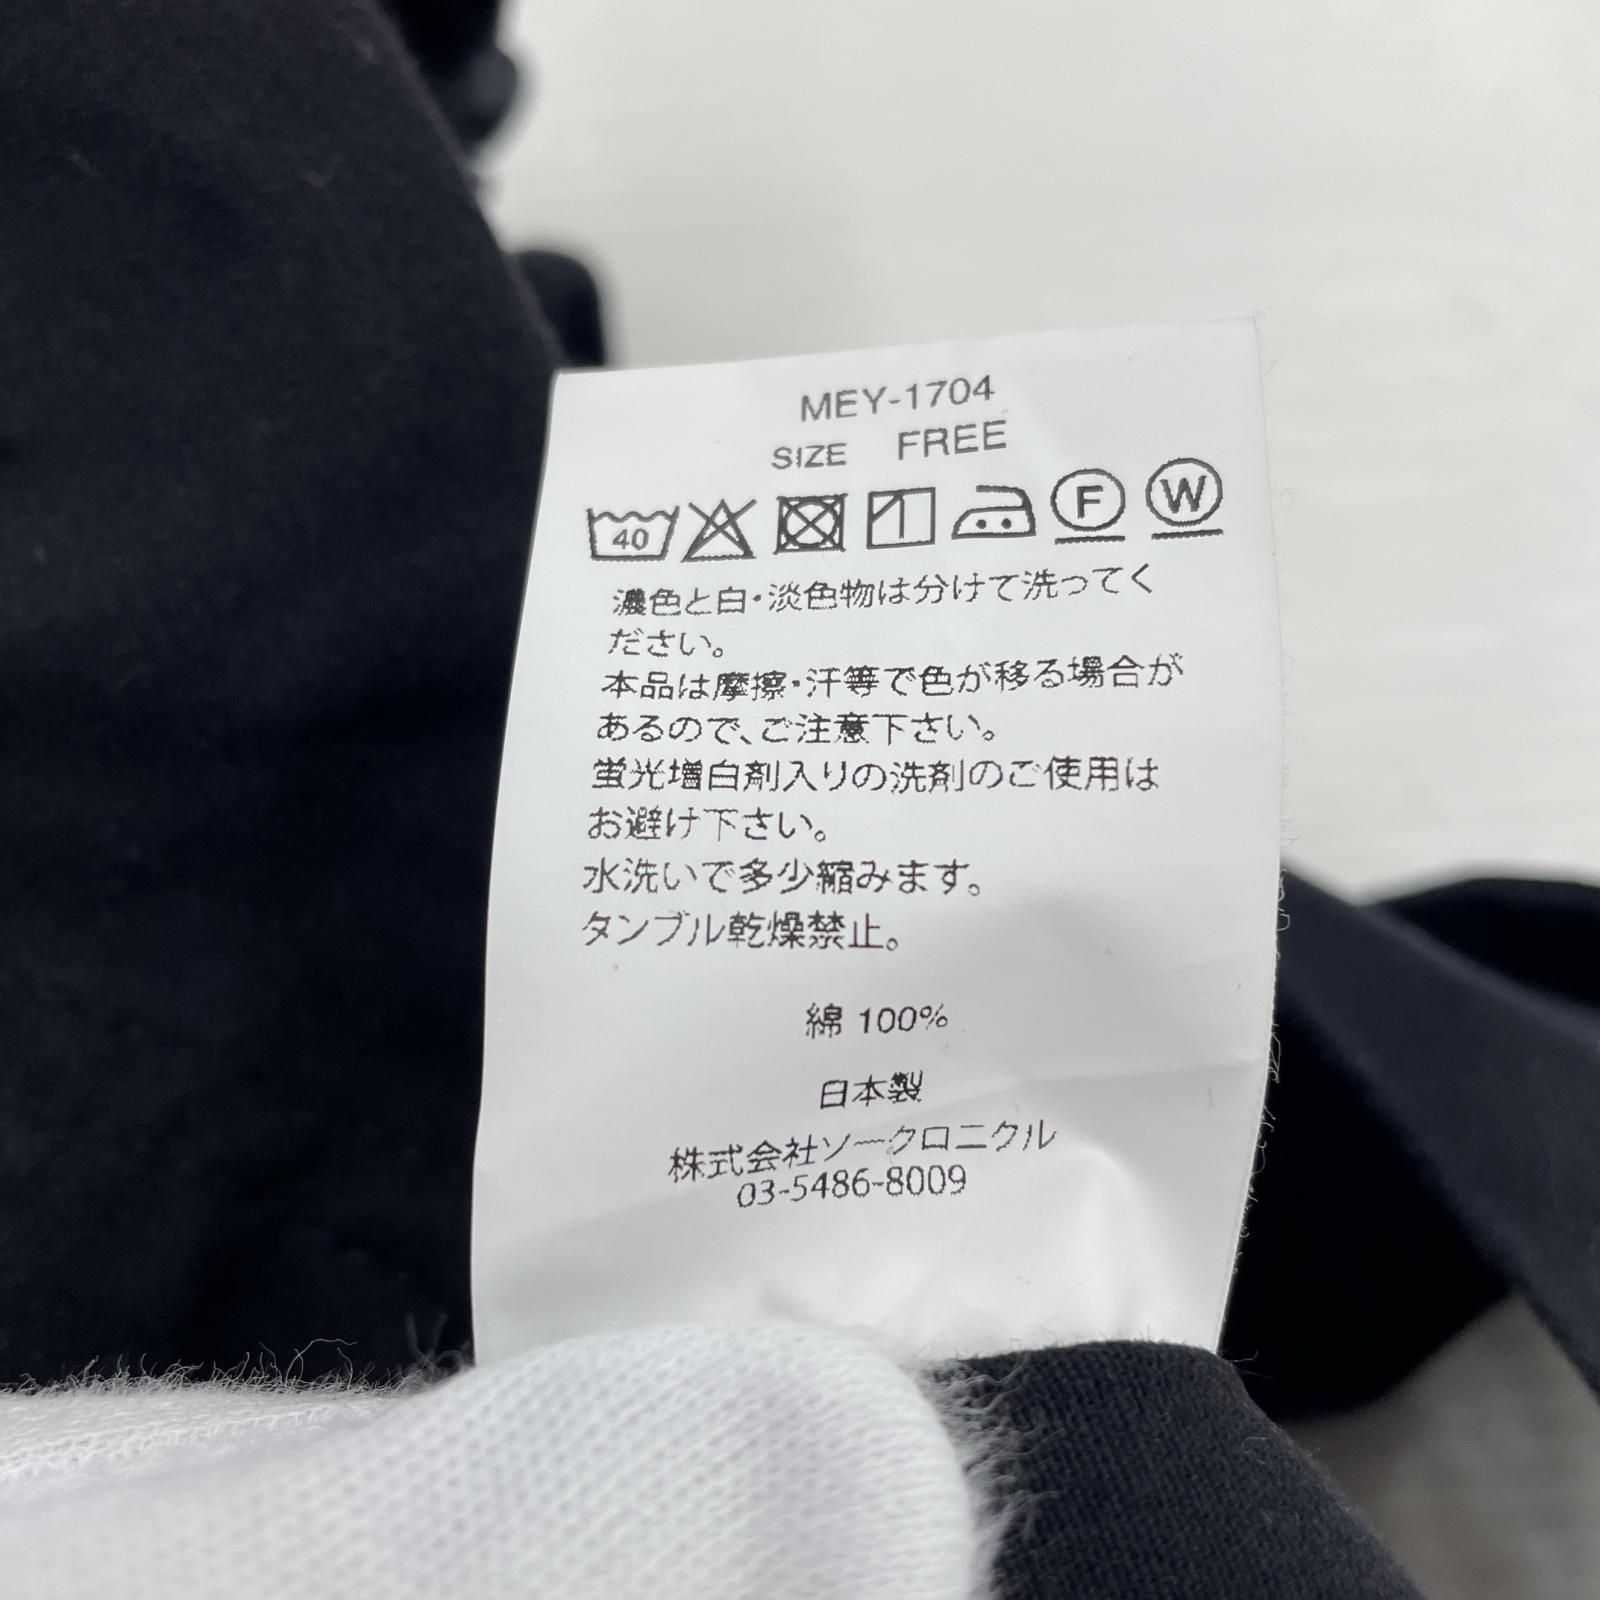 MEY-1704
SIZE FREE
40 F W
濃色と白・淡色物は分けて洗ってく
ださい。
本品は摩擦・汗等で色が移る場合が
あるので、ご注意下さい。
蛍光増白剤入りの洗剤のご使用は
お避け下さい。
水洗いで多少縮みます。
タンブル乾燥禁止。
綿 100%
日本製
株式会社ソークロニクル
03-5486-8009